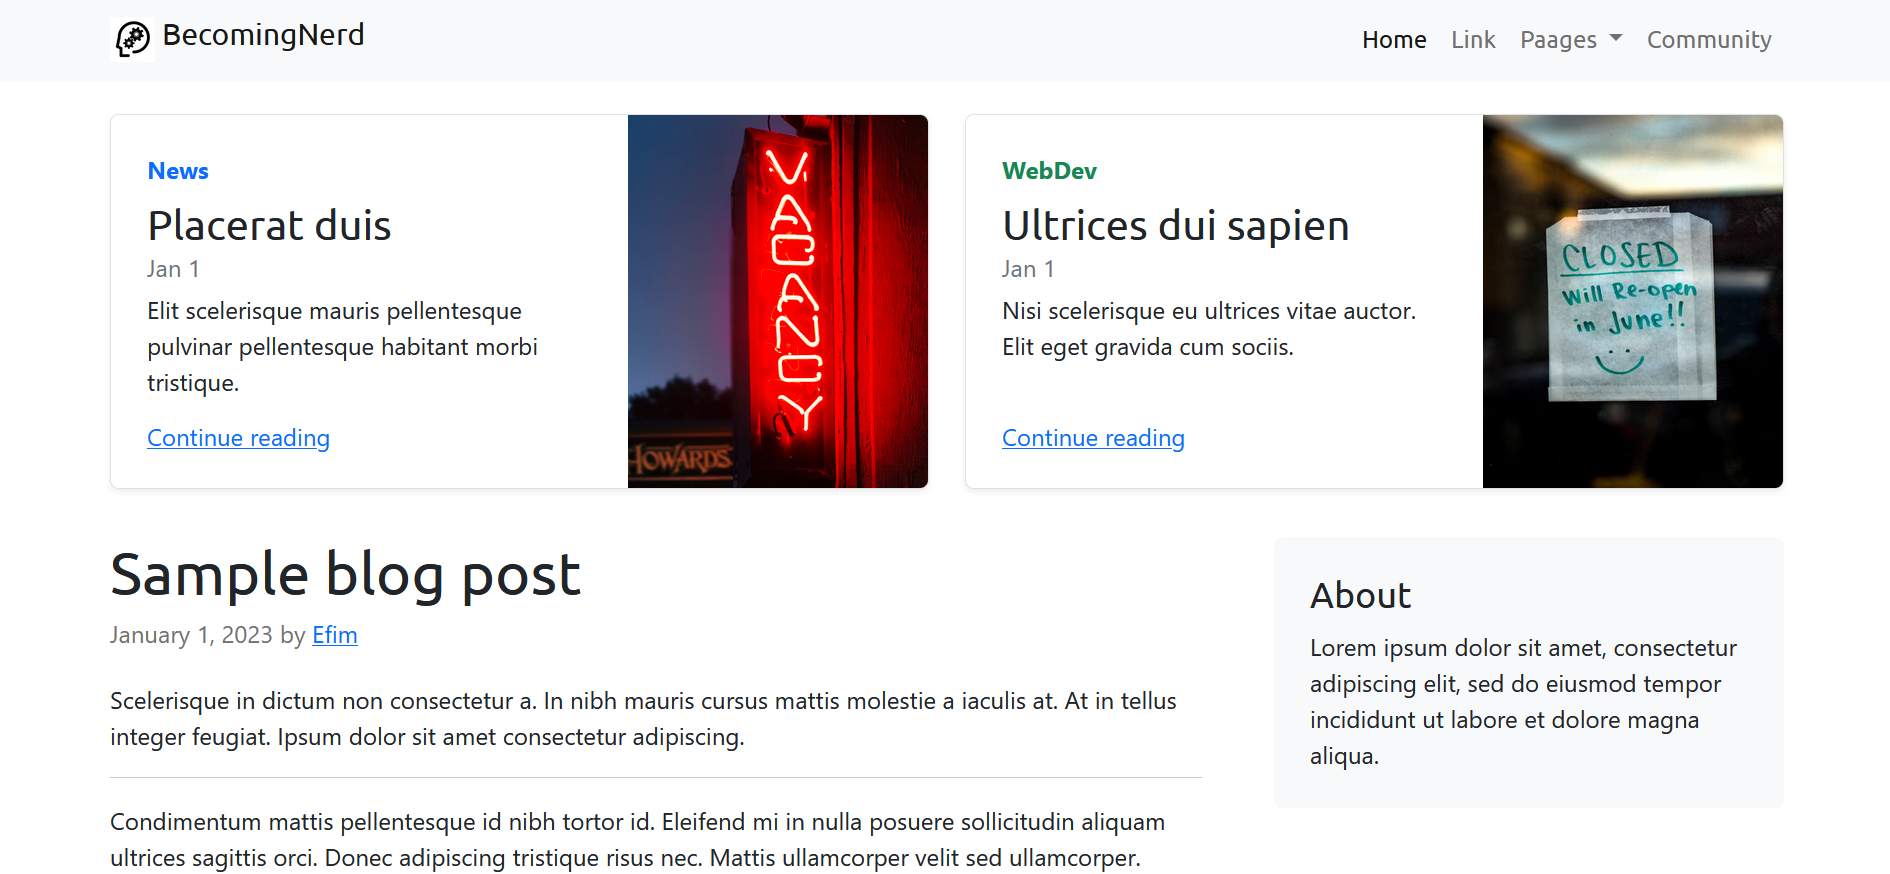 BecomingNerd
Home Link Paages Community
News
Placerat duis
Jan 1
Elit scelerisque mauris pellentesque
pulvinar pellentesque habitant morbi
tristique.
Continue reading
VACANCY
HOWARDS
WebDev
Ultrices dui sapien
Jan 1
Nisi scelerisque eu ultrices vitae auctor.
Elit eget gravida cum sociis.
Continue reading
CLOSED
Will Re-open
in June!!
Sample blog post
January 1, 2023 by Efim
Scelerisque in dictum non consectetur a. In nibh mauris cursus mattis molestie a iaculis at. At in tellus
integer feugiat. Ipsum dolor sit amet consectetur adipiscing.
Condimentum mattis pellentesque id nibh tortor id. Eleifend mi in nulla posuere sollicitudin aliquam
ultrices sagittis orci. Donec adipiscing tristique risus nec. Mattis ullamcorper velit sed ullamcorper.
About
Lorem ipsum dolor sit amet, consectetur
adipiscing elit, sed do eiusmod tempor
incididunt ut labore et dolore magna
aliqua.